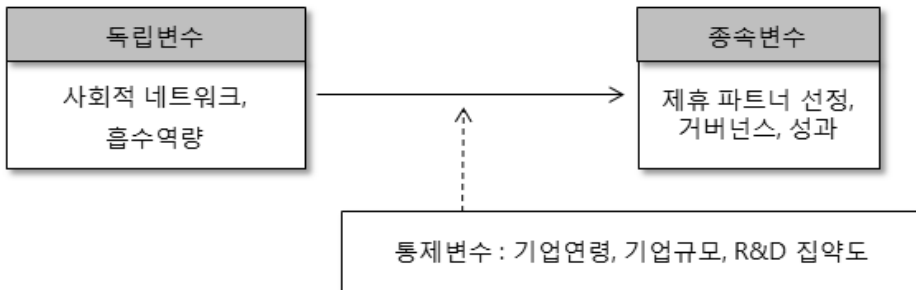 독립변수
사회적 네트워크,
흡수역량
종속변수
제휴 파트너 선정,
거버넌스, 성과
통제변수 : 기업연령, 기업규모, R&D 집약도